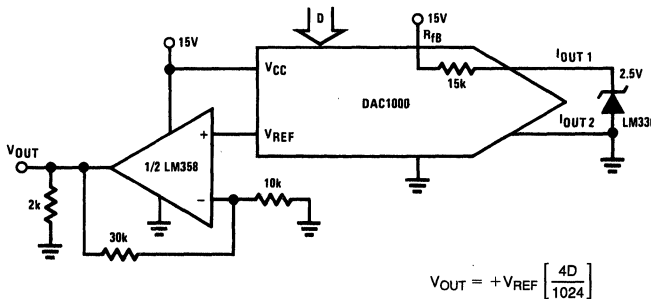 D
15V
15V
RfB
IOUT 1
VCC
15k
2.5V
DAC1000
VREF
IOUT 2
VOUT
+
1/2 LM358
−
10k
2k
30k
VOUT = +VREF [4D/1024]